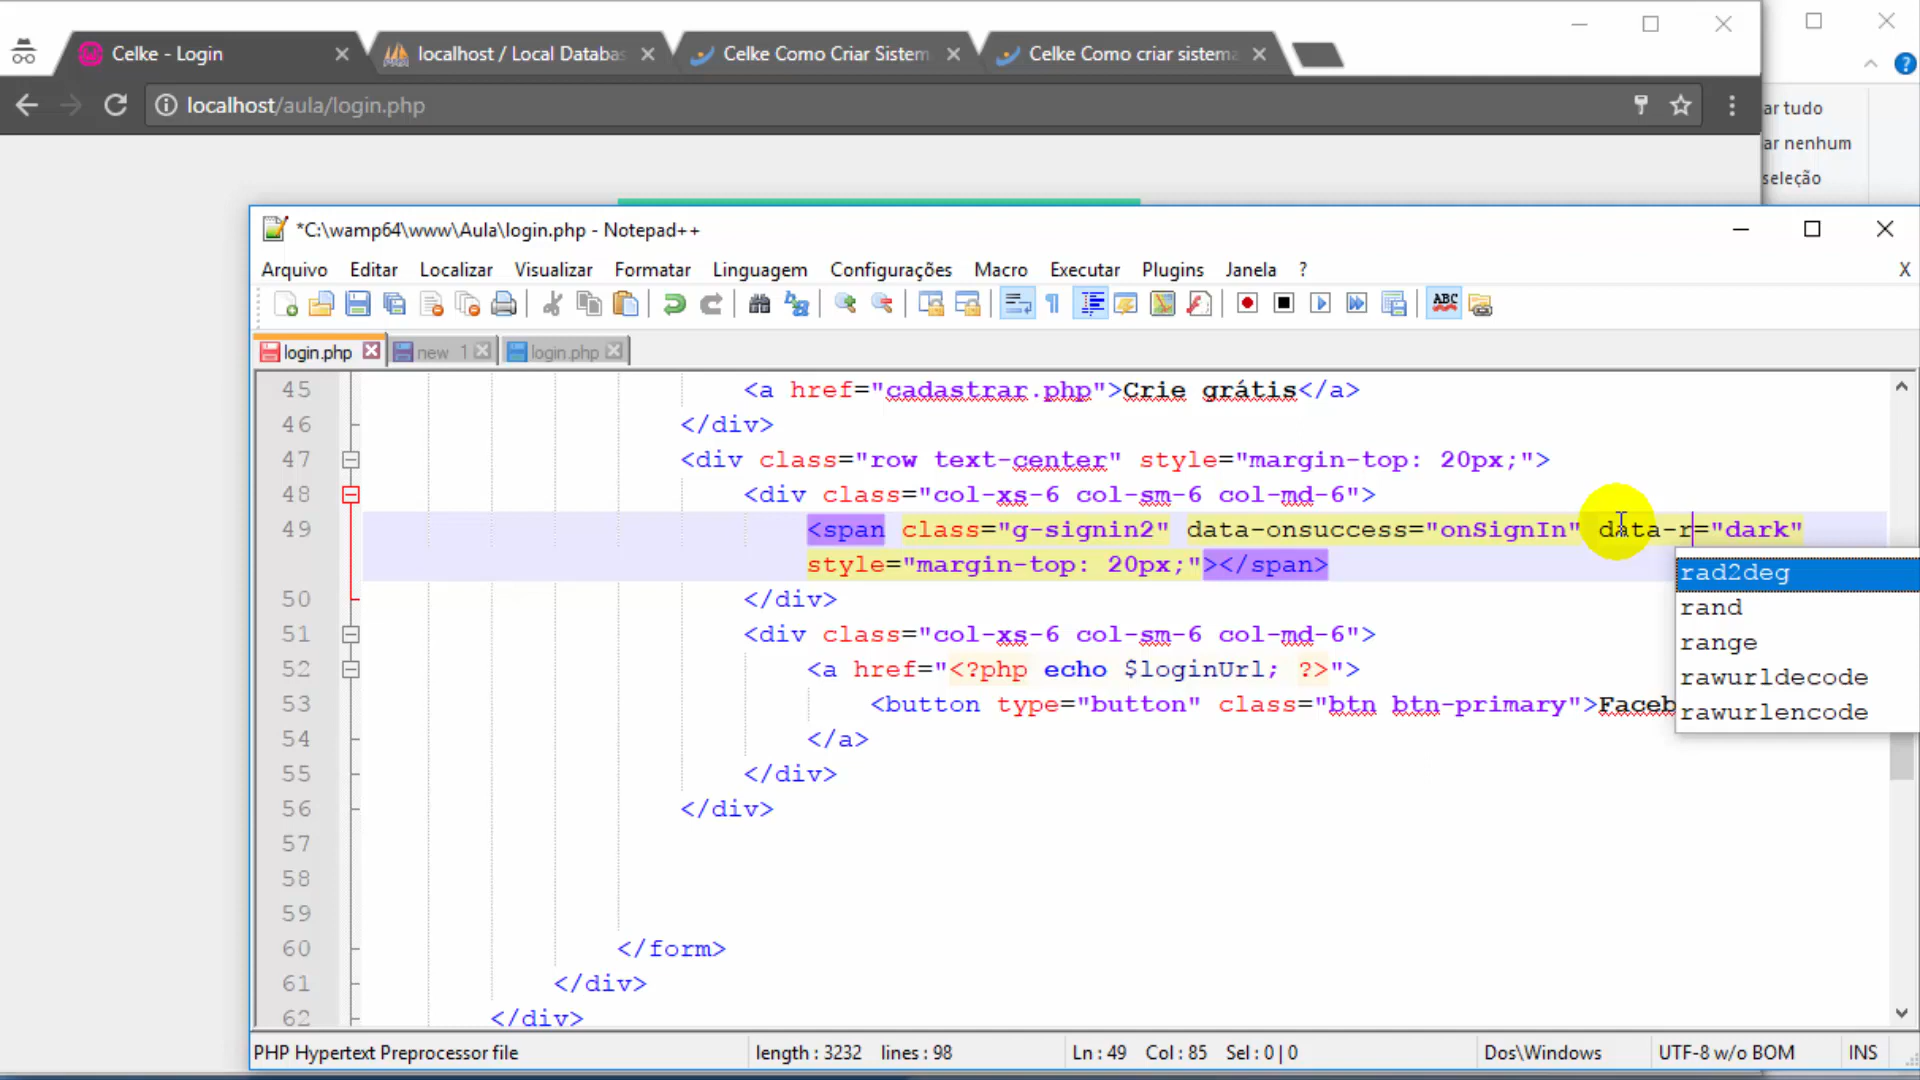 Celke - Login
localhost / Local Databas
Celke Como Criar Sistem
Celke Como criar sistema
localhost/aula/login.php
ar tudo
ar nenhum
seleção
*C:\wamp64\www\Aula\login.php - Notepad++
Arquivo Editar Localizar Visualizar Formatar Linguagem Configurações Macro Executar Plugins Janela ? X
ABC
login.php new 1 login.php
45 <a href="cadastrar.php">Crie grátis</a>
46 </div>
47 <div class="row text-center" style="margin-top: 20px;">
48 <div class="col-xs-6 col-sm-6 col-md-6">
49 <span class="g-signin2" data-onsuccess="onSignIn" data-r="dark"
style="margin-top: 20px;"></span>
50 </div>
51 <div class="col-xs-6 col-sm-6 col-md-6">
52 <a href="<?php echo $loginUrl; ?>">
53 <button type="button" class="btn btn-primary">Faceb
54 </a>
55 </div>
56 </div>
57
58
59
60 </form>
61 </div>
62 </div>
rad2deg
rand
range
rawurldecode
rawurlencode
PHP Hypertext Preprocessor file length : 3232 lines : 98 Ln : 49 Col : 85 Sel : 0 | 0 Dos\Windows UTF-8 w/o BOM INS